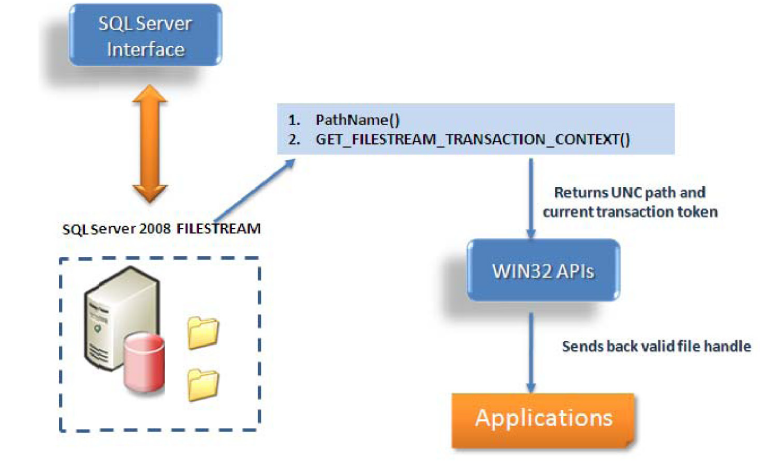 SQL Server
Interface
1. PathName()
2. GET_FILESTREAM_TRANSACTION_CONTEXT()
Returns UNC path and
current transaction token
SQL Server 2008 FILESTREAM
WIN32 APIs
Sends back valid file handle
Applications